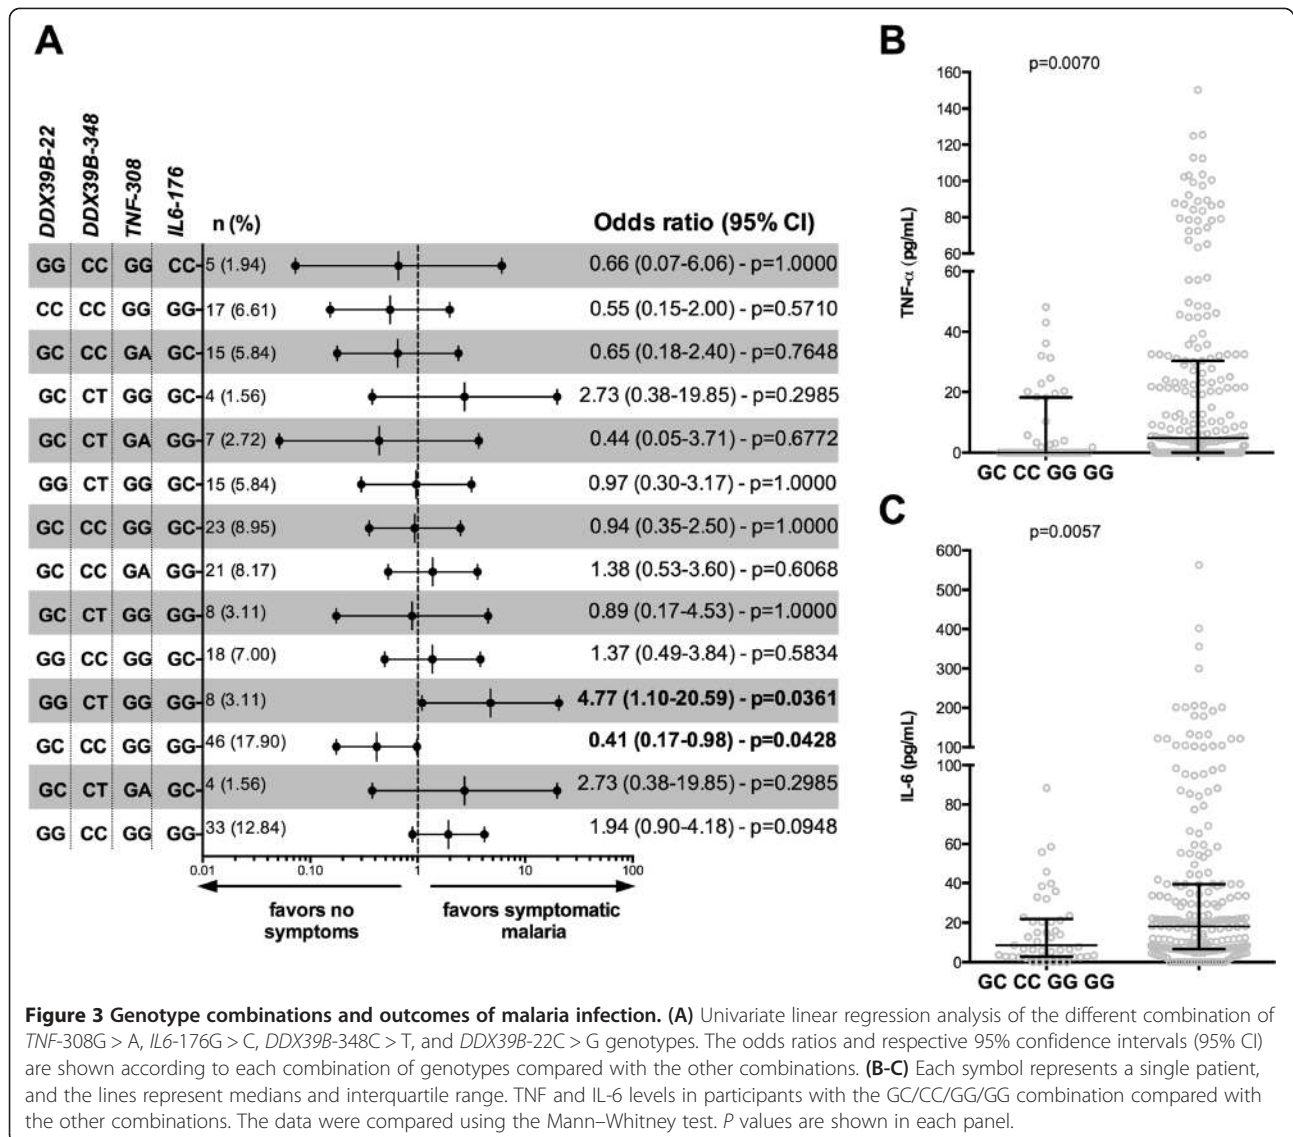 A
DDX39B-22 DDX39B-348 TNF-308 IL6-176 n (%) Odds ratio (95% CI)
GG CC GG CC 5 (1.94) 0.66 (0.07-6.06) - p=1.0000
CC CC GG GG 17 (6.61) 0.55 (0.15-2.00) - p=0.5710
GC CC GA GC 15 (5.84) 0.65 (0.18-2.40) - p=0.7648
GC CT GG GC 4 (1.56) 2.73 (0.38-19.85) - p=0.2985
GC CT GA GG 7 (2.72) 0.44 (0.05-3.71) - p=0.6772
GG CT GG GC 15 (5.84) 0.97 (0.30-3.17) - p=1.0000
GC CC GG GC 23 (8.95) 0.94 (0.35-2.50) - p=1.0000
GC CC GA GG 21 (8.17) 1.38 (0.53-3.60) - p=0.6068
GC CT GG GG 8 (3.11) 0.89 (0.17-4.53) - p=1.0000
GG CC GG GC 18 (7.00) 1.37 (0.49-3.84) - p=0.5834
GG CT GG GG 8 (3.11) 4.77 (1.10-20.59) - p=0.0361
GC CC GG GG 46 (17.90) 0.41 (0.17-0.98) - p=0.0428
GC CT GA GC 4 (1.56) 2.73 (0.38-19.85) - p=0.2985
GG CC GG GG 33 (12.84) 1.94 (0.90-4.18) - p=0.0948
0.01 0.10 1 10 100
favors no
symptoms
favors symptomatic
malaria
B
p=0.0070
TNF-α (pg/mL)
160
140
120
100
80
60
60
40
20
0
GC CC GG GG
C
p=0.0057
IL-6 (pg/mL)
600
500
400
300
200
100
100
80
60
40
20
0
GC CC GG GG
Figure 3 Genotype combinations and outcomes of malaria infection. (A) Univariate linear regression analysis of the different combination of
TNF-308G > A, IL6-176G > C, DDX39B-348C > T, and DDX39B-22C > G genotypes. The odds ratios and respective 95% confidence intervals (95% CI)
are shown according to each combination of genotypes compared with the other combinations. (B-C) Each symbol represents a single patient,
and the lines represent medians and interquartile range. TNF and IL-6 levels in participants with the GC/CC/GG/GG combination compared with
the other combinations. The data were compared using the Mann–Whitney test. P values are shown in each panel.